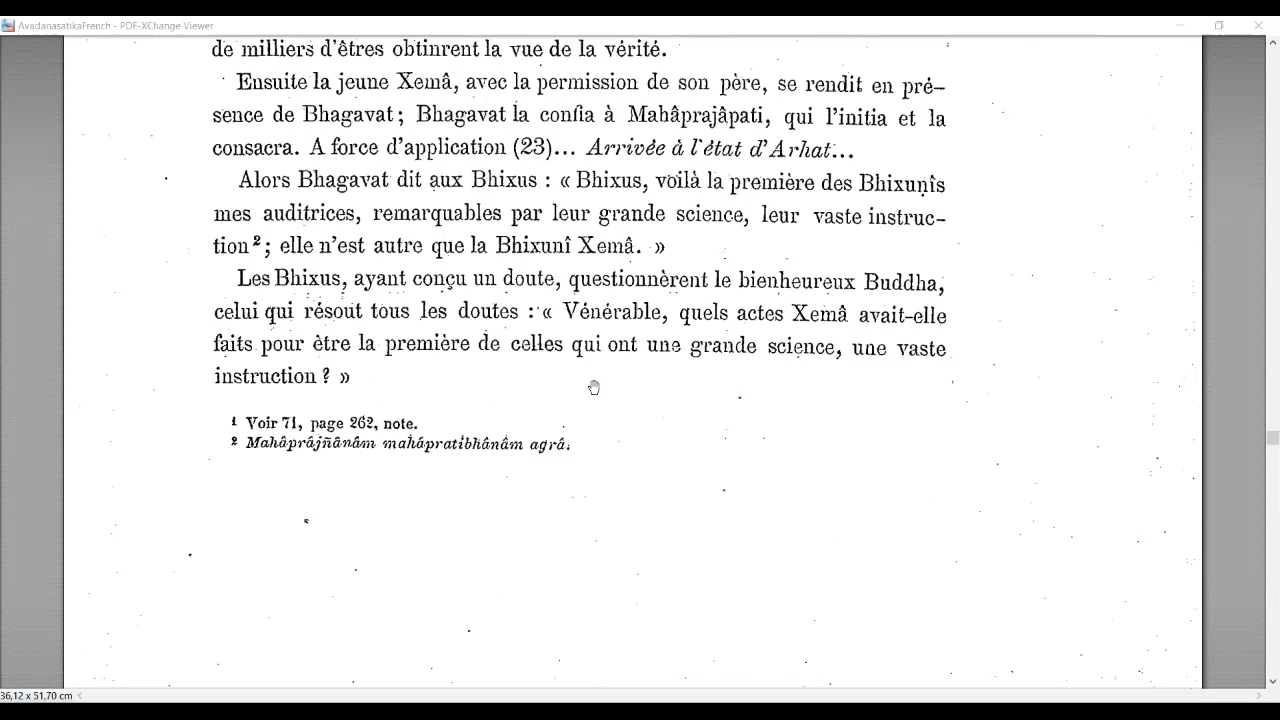 AvadanasatikaFrench - PDF-XChange Viewer
de milliers d'êtres obtinrent la vue de la vérité.
Ensuite la jeune Xemâ, avec la permission de son père, se rendit en pré-
sence de Bhagavat; Bhagavat la confia à Mahâprajâpati, qui l'initia et la
consacra. A force d'application (23)... Arrivée à l'état d'Arhat...
Alors Bhagavat dit aux Bhixus : « Bhixus, voilà la première des Bhixuṇîs
mes auditrices, remarquables par leur grande science, leur vaste instruc-
tion²; elle n'est autre que la Bhixunî Xemâ. »
Les Bhixus, ayant conçu un doute, questionnèrent le bienheureux Buddha,
celui qui résout tous les doutes : « Vénérable, quels actes Xemâ avait-elle
faits pour être la première de celles qui ont une grande science, une vaste
instruction ? »
¹ Voir 71, page 262, note.
² Mahâprájñânâm mahâpratibhânâm agrâ.
36,12 x 51,70 cm